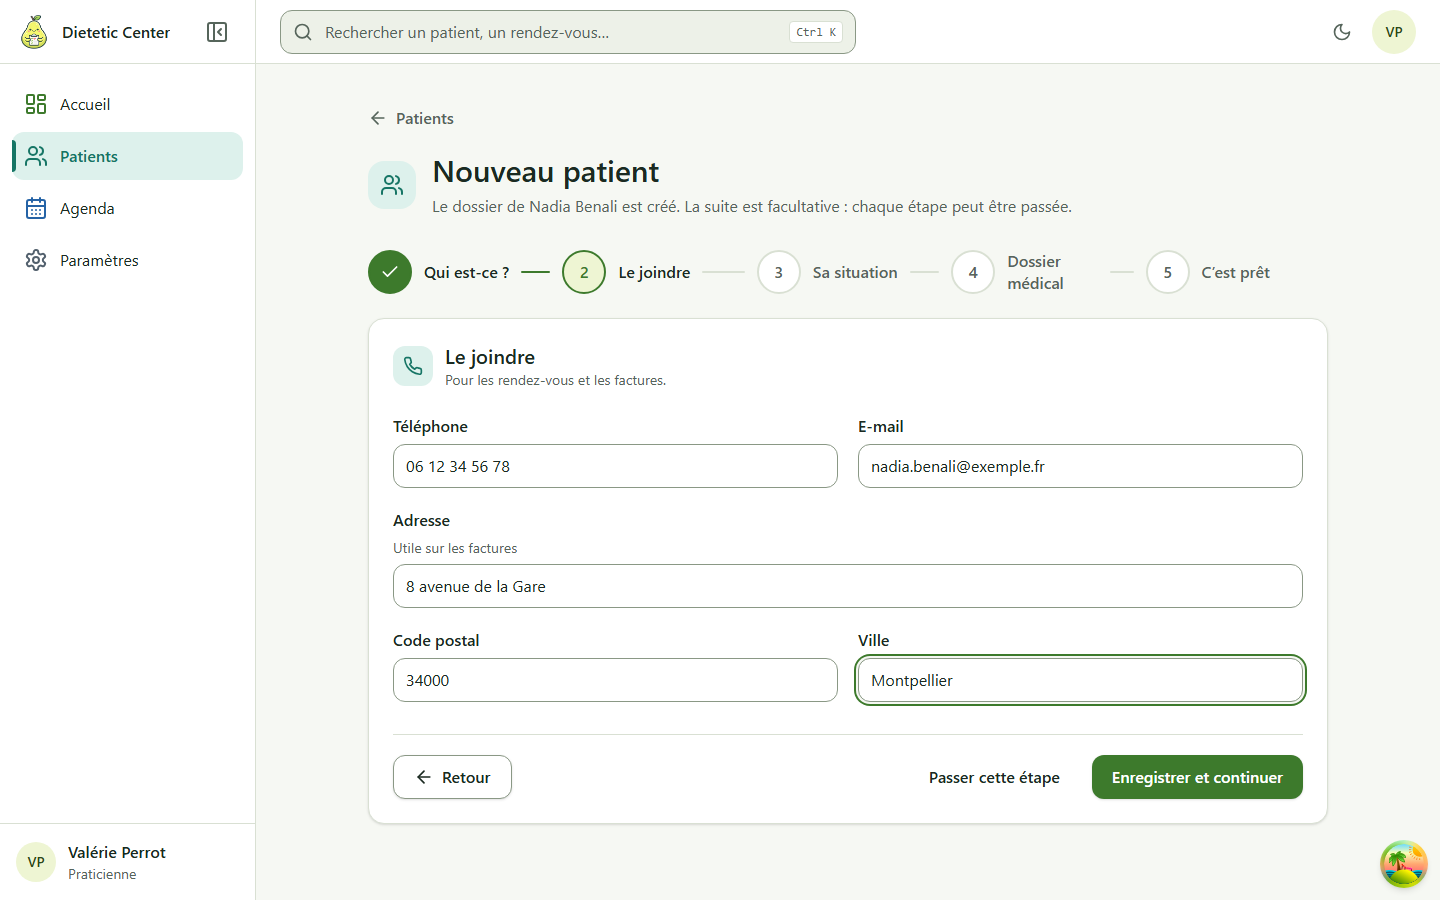 Dietetic Center
Rechercher un patient, un rendez-vous...
Ctrl K
VP
Accueil
Patients
Agenda
Paramètres
Patients
Nouveau patient
Le dossier de Nadia Benali est créé. La suite est facultative : chaque étape peut être passée.
Qui est-ce ?
2
Le joindre
3
Sa situation
4
Dossier
médical
5
C’est prêt
Le joindre
Pour les rendez-vous et les factures.
Téléphone
E-mail
06 12 34 56 78
nadia.benali@exemple.fr
Adresse
Utile sur les factures
8 avenue de la Gare
Code postal
Ville
34000
Montpellier
Retour
Passer cette étape
Enregistrer et continuer
VP
Valérie Perrot
Praticienne